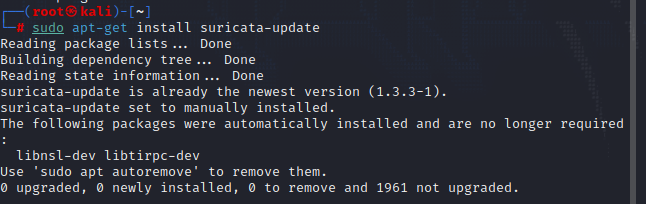 ┌──(root㉿kali)-[~]
└─# sudo apt-get install suricata-update
Reading package lists... Done
Building dependency tree... Done
Reading state information... Done
suricata-update is already the newest version (1.3.3-1).
suricata-update set to manually installed.
The following packages were automatically installed and are no longer required
:
  libnsl-dev libtirpc-dev
Use 'sudo apt autoremove' to remove them.
0 upgraded, 0 newly installed, 0 to remove and 1961 not upgraded.